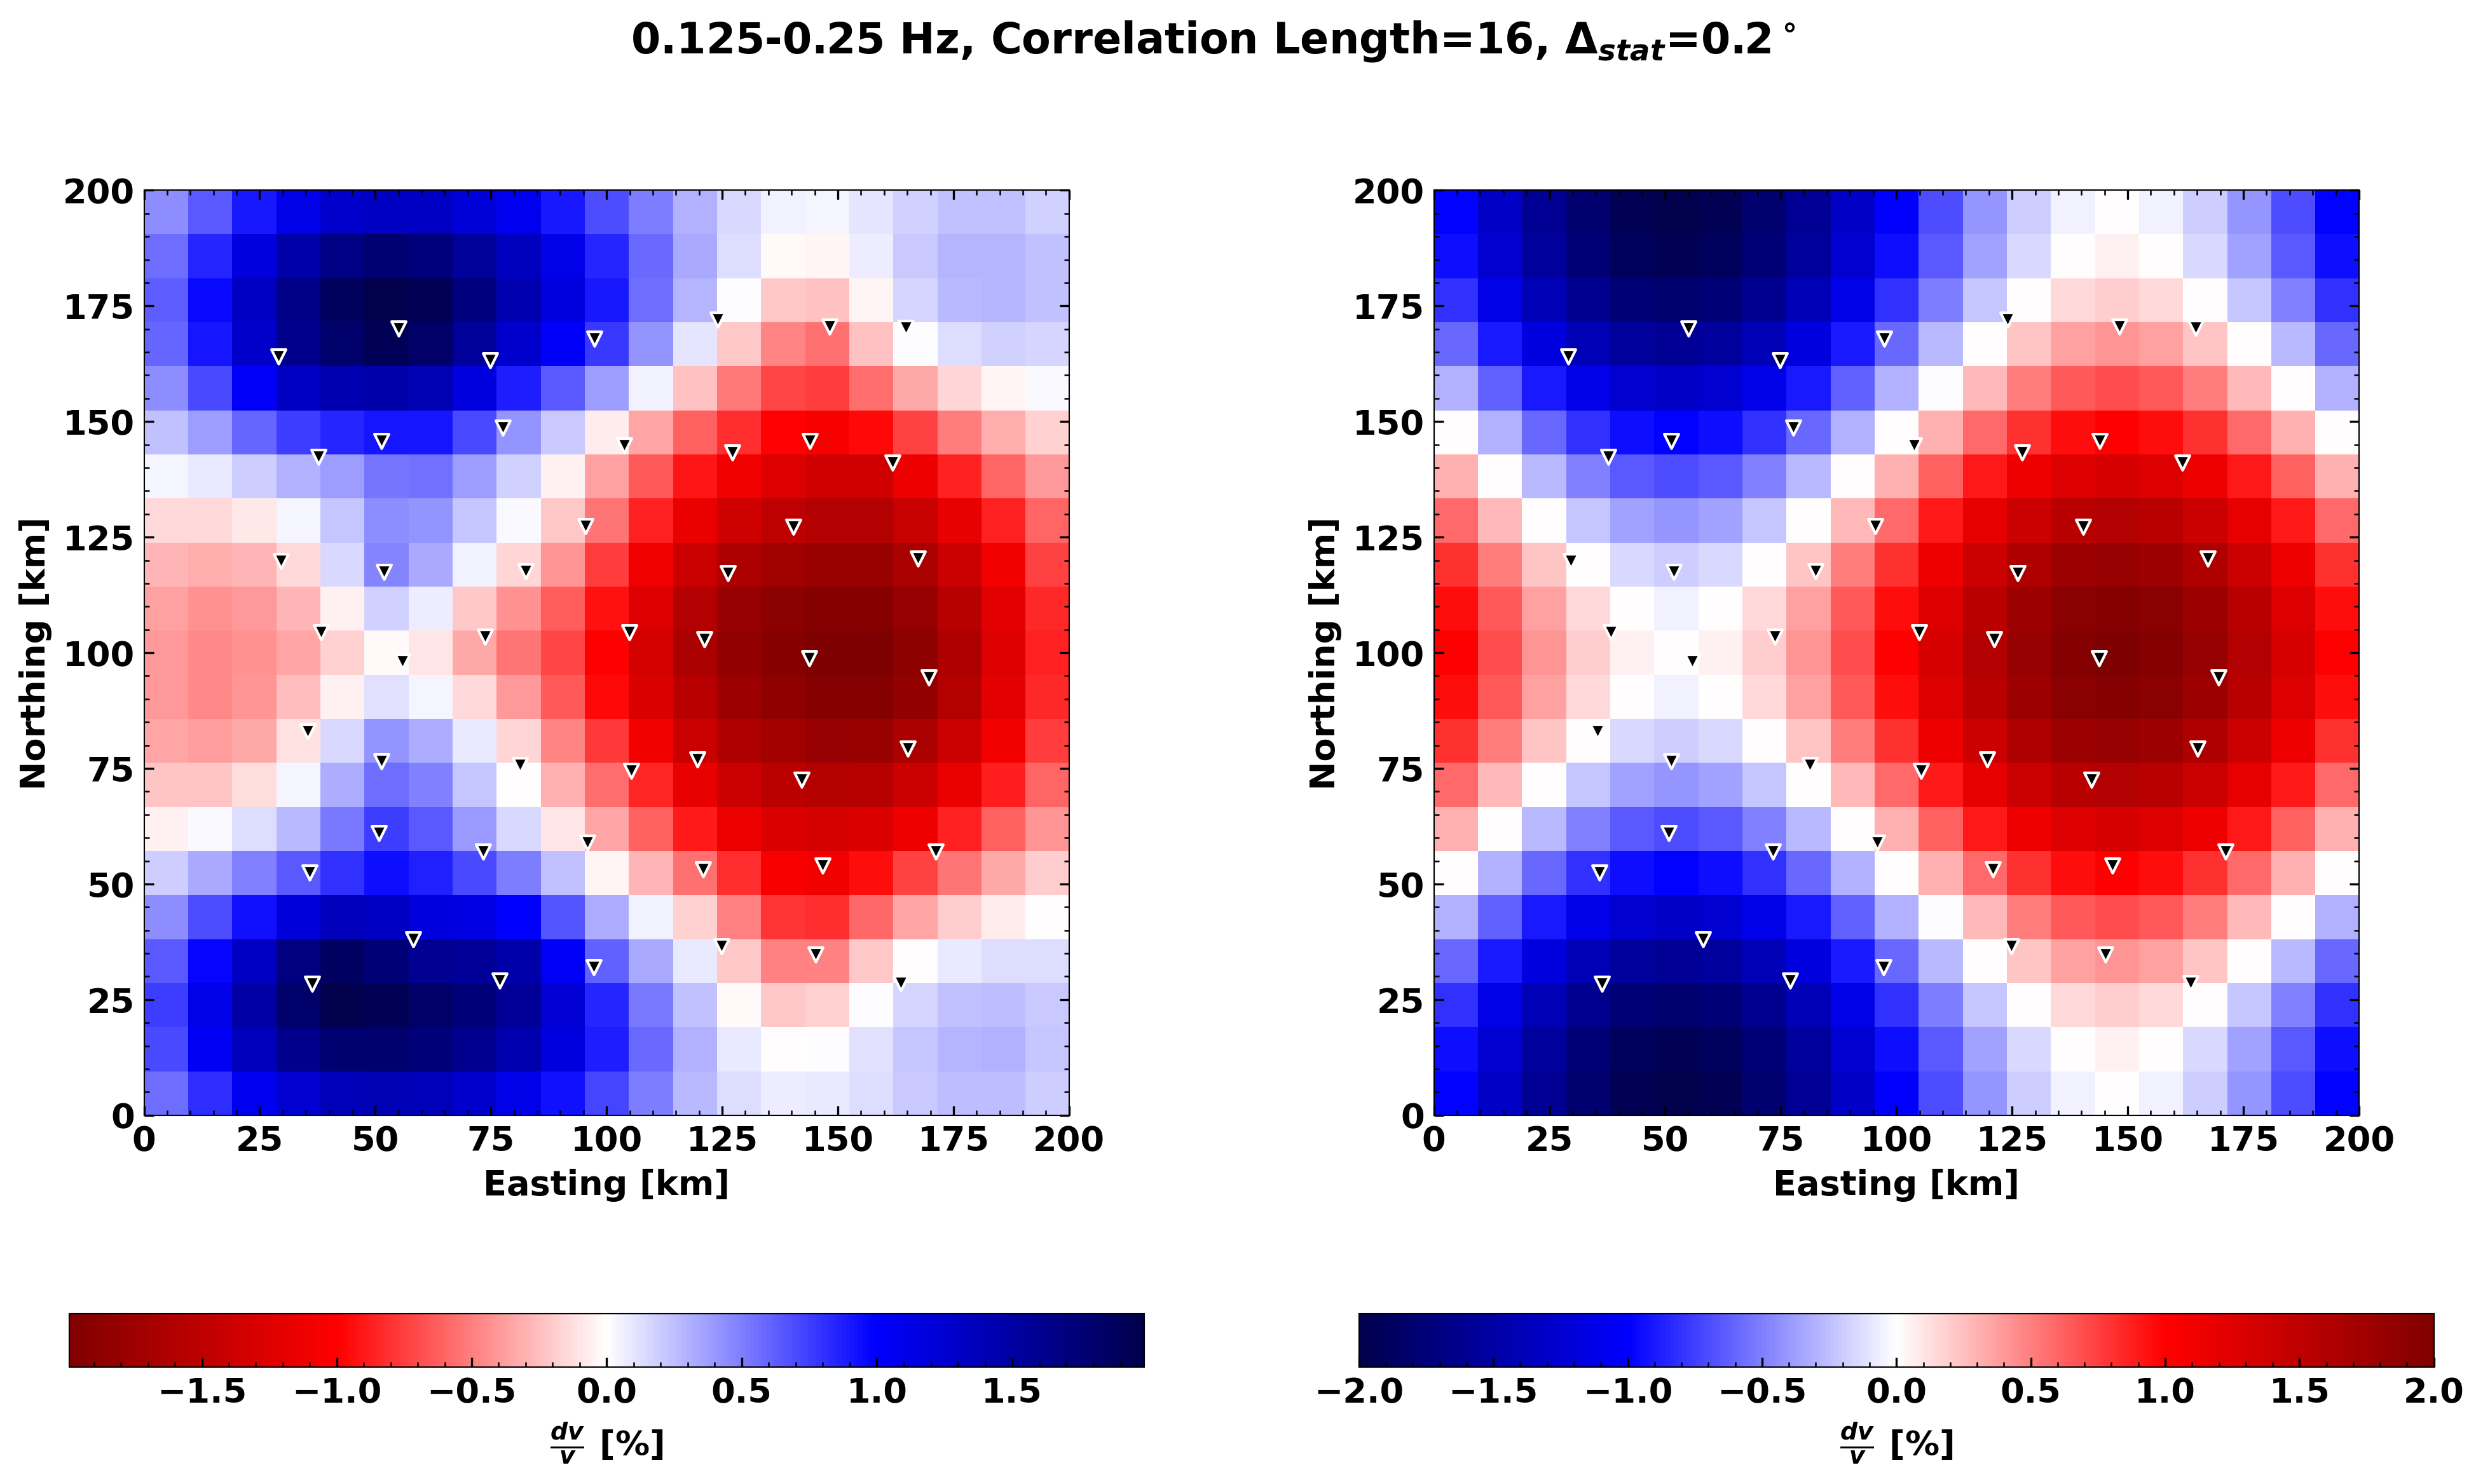 0.125-0.25 Hz, Correlation Length=16, Δstat=0.2°
200
175
150
125
100
75
50
25
0
Northing [km]
0 25 50 75 100 125 150 175 200
Easting [km]
−1.5 −1.0 −0.5 0.0 0.5 1.0 1.5
dv/v [%]
200
175
150
125
100
75
50
25
0
Northing [km]
0 25 50 75 100 125 150 175 200
Easting [km]
−2.0 −1.5 −1.0 −0.5 0.0 0.5 1.0 1.5 2.0
dv/v [%]